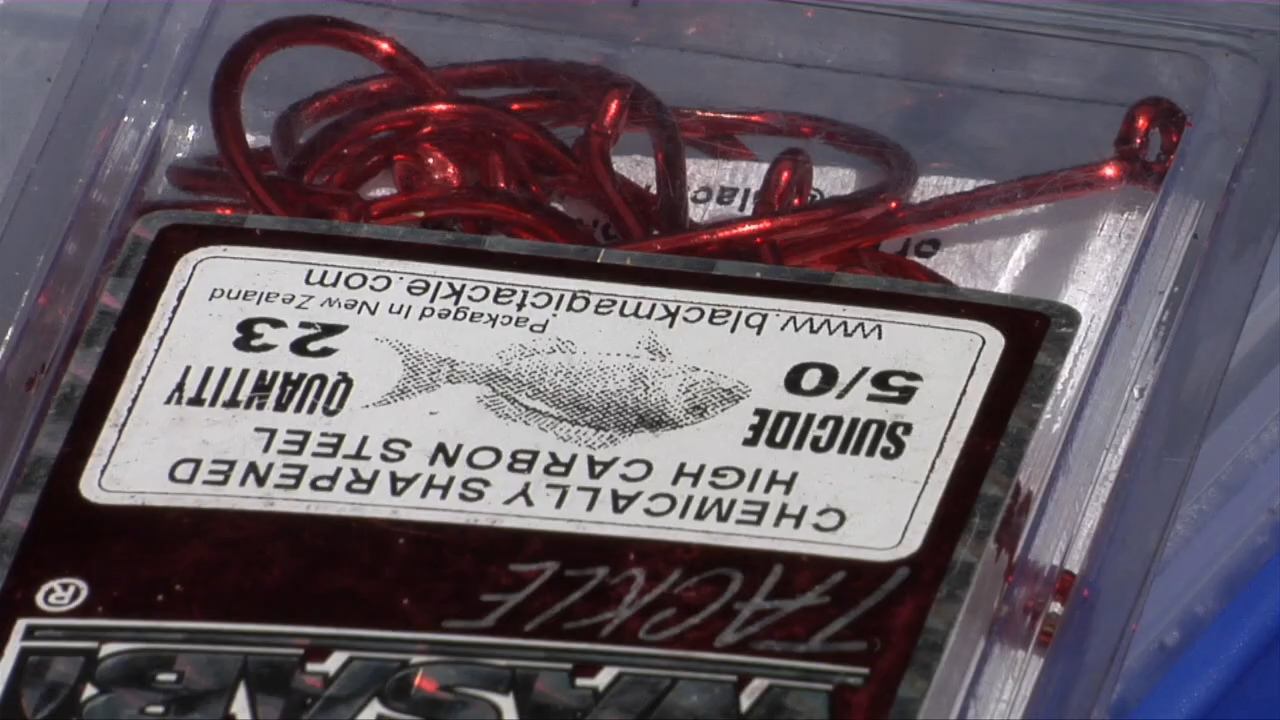 TACKLE
®
CHEMICALLY SHARPENED
HIGH CARBON STEEL
SUICIDE
5/0
QUANTITY
23
Packaged In New Zealand
www.blackmagictackle.com